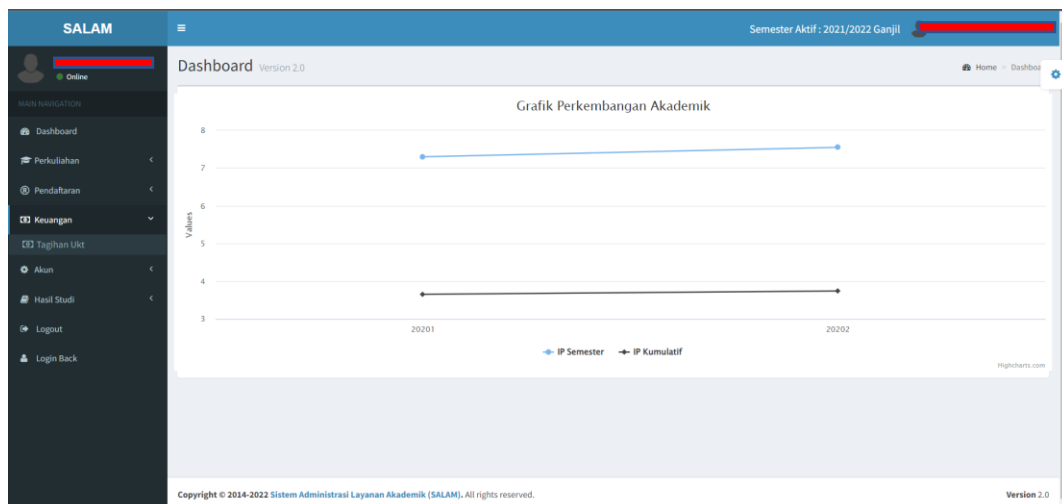 SALAM
Semester Aktif : 2021/2022 Ganjil
Online
Dashboard Version 2.0
Home > Dashboa
MAIN NAVIGATION
Dashboard
Perkuliahan
Pendaftaran
Keuangan
Tagihan Ukt
Akun
Hasil Studi
Logout
Login Back
Grafik Perkembangan Akademik
Values
8
7
6
5
4
3
20201
20202
IP Semester
IP Kumulatif
Highcharts.com
Copyright © 2014-2022 Sistem Administrasi Layanan Akademik (SALAM). All rights reserved.
Version 2.0